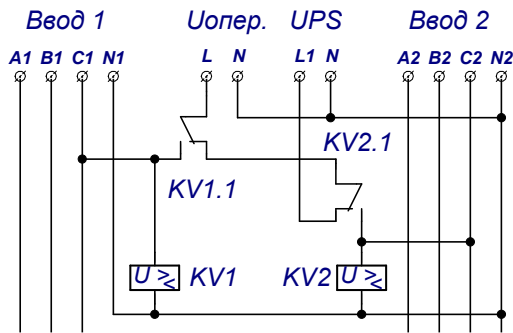 Ввод 1 Uопер. UPS Ввод 2
A1 B1 C1 N1 L N L1 N A2 B2 C2 N2
KV2.1
KV1.1
U >< KV1 KV2 U ><